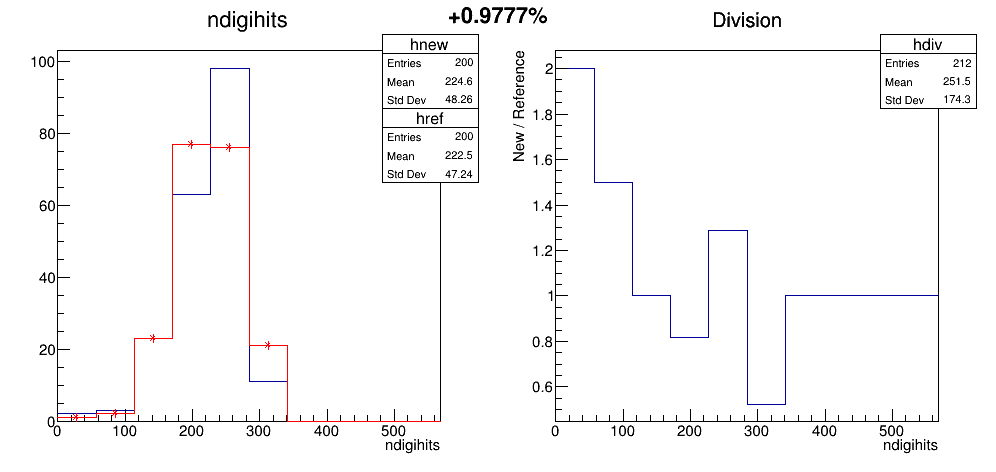 +0.9777%
ndigihits
hnew
Entries 200
Mean 224.6
Std Dev 48.26
href
Entries 200
Mean 222.5
Std Dev 47.24
100
80
60
40
20
0
0 100 200 300 400 500
ndigihits
Division
hdiv
Entries 212
Mean 251.5
Std Dev 174.3
New / Reference
2
1.8
1.6
1.4
1.2
1
0.8
0.6
0 100 200 300 400 500
ndigihits